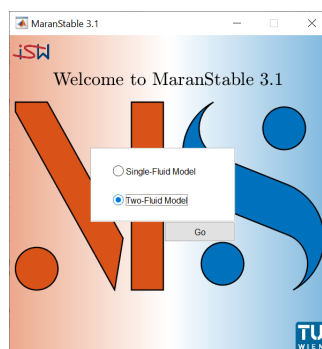 MaranStable 3.1
iSW
Welcome to MaranStable 3.1
Single-Fluid Model
Two-Fluid Model
Go
TU
WIEN